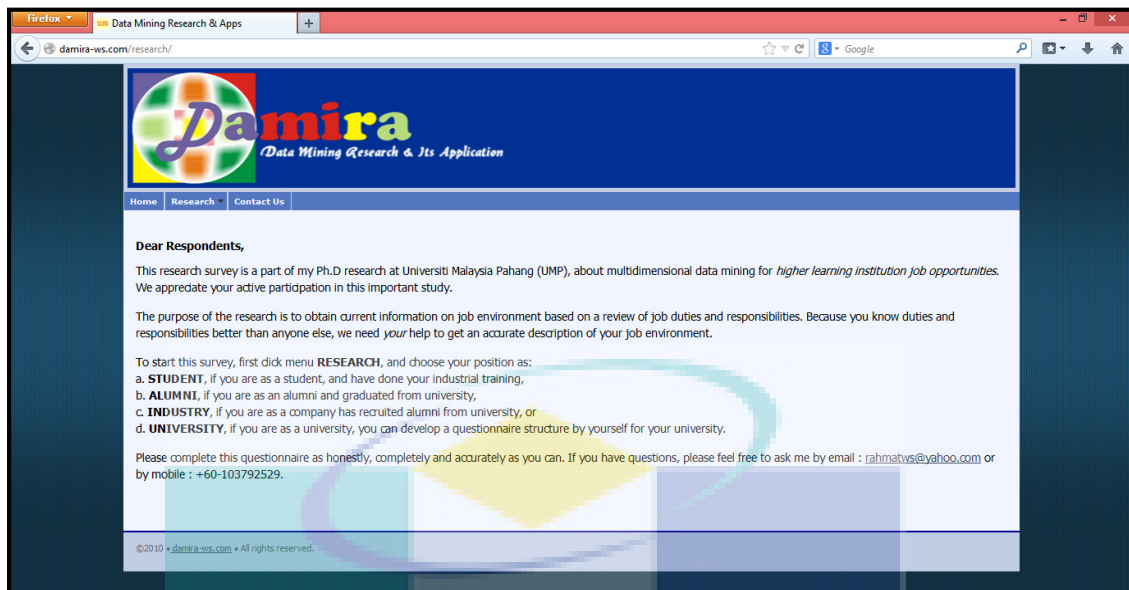 Firefox
ws Data Mining Research & Apps
damira-ws.com/research/
Google
Damira
Data Mining Research & Its Application
Home Research Contact Us
Dear Respondents,
This research survey is a part of my Ph.D research at Universiti Malaysia Pahang (UMP), about multidimensional data mining for higher learning institution job opportunities.
We appreciate your active participation in this important study.
The purpose of the research is to obtain current information on job environment based on a review of job duties and responsibilities. Because you know duties and
responsibilities better than anyone else, we need your help to get an accurate description of your job environment.
To start this survey, first click menu RESEARCH, and choose your position as:
a. STUDENT, if you are as a student, and have done your industrial training,
b. ALUMNI, if you are as an alumni and graduated from university,
c. INDUSTRY, if you are as a company has recruited alumni from university, or
d. UNIVERSITY, if you are as a university, you can develop a questionnaire structure by yourself for your university.
Please complete this questionnaire as honestly, completely and accurately as you can. If you have questions, please feel free to ask me by email : rahmatws@yahoo.com or
by mobile : +60-103792529.
©2010 • damira-ws.com • All rights reserved.